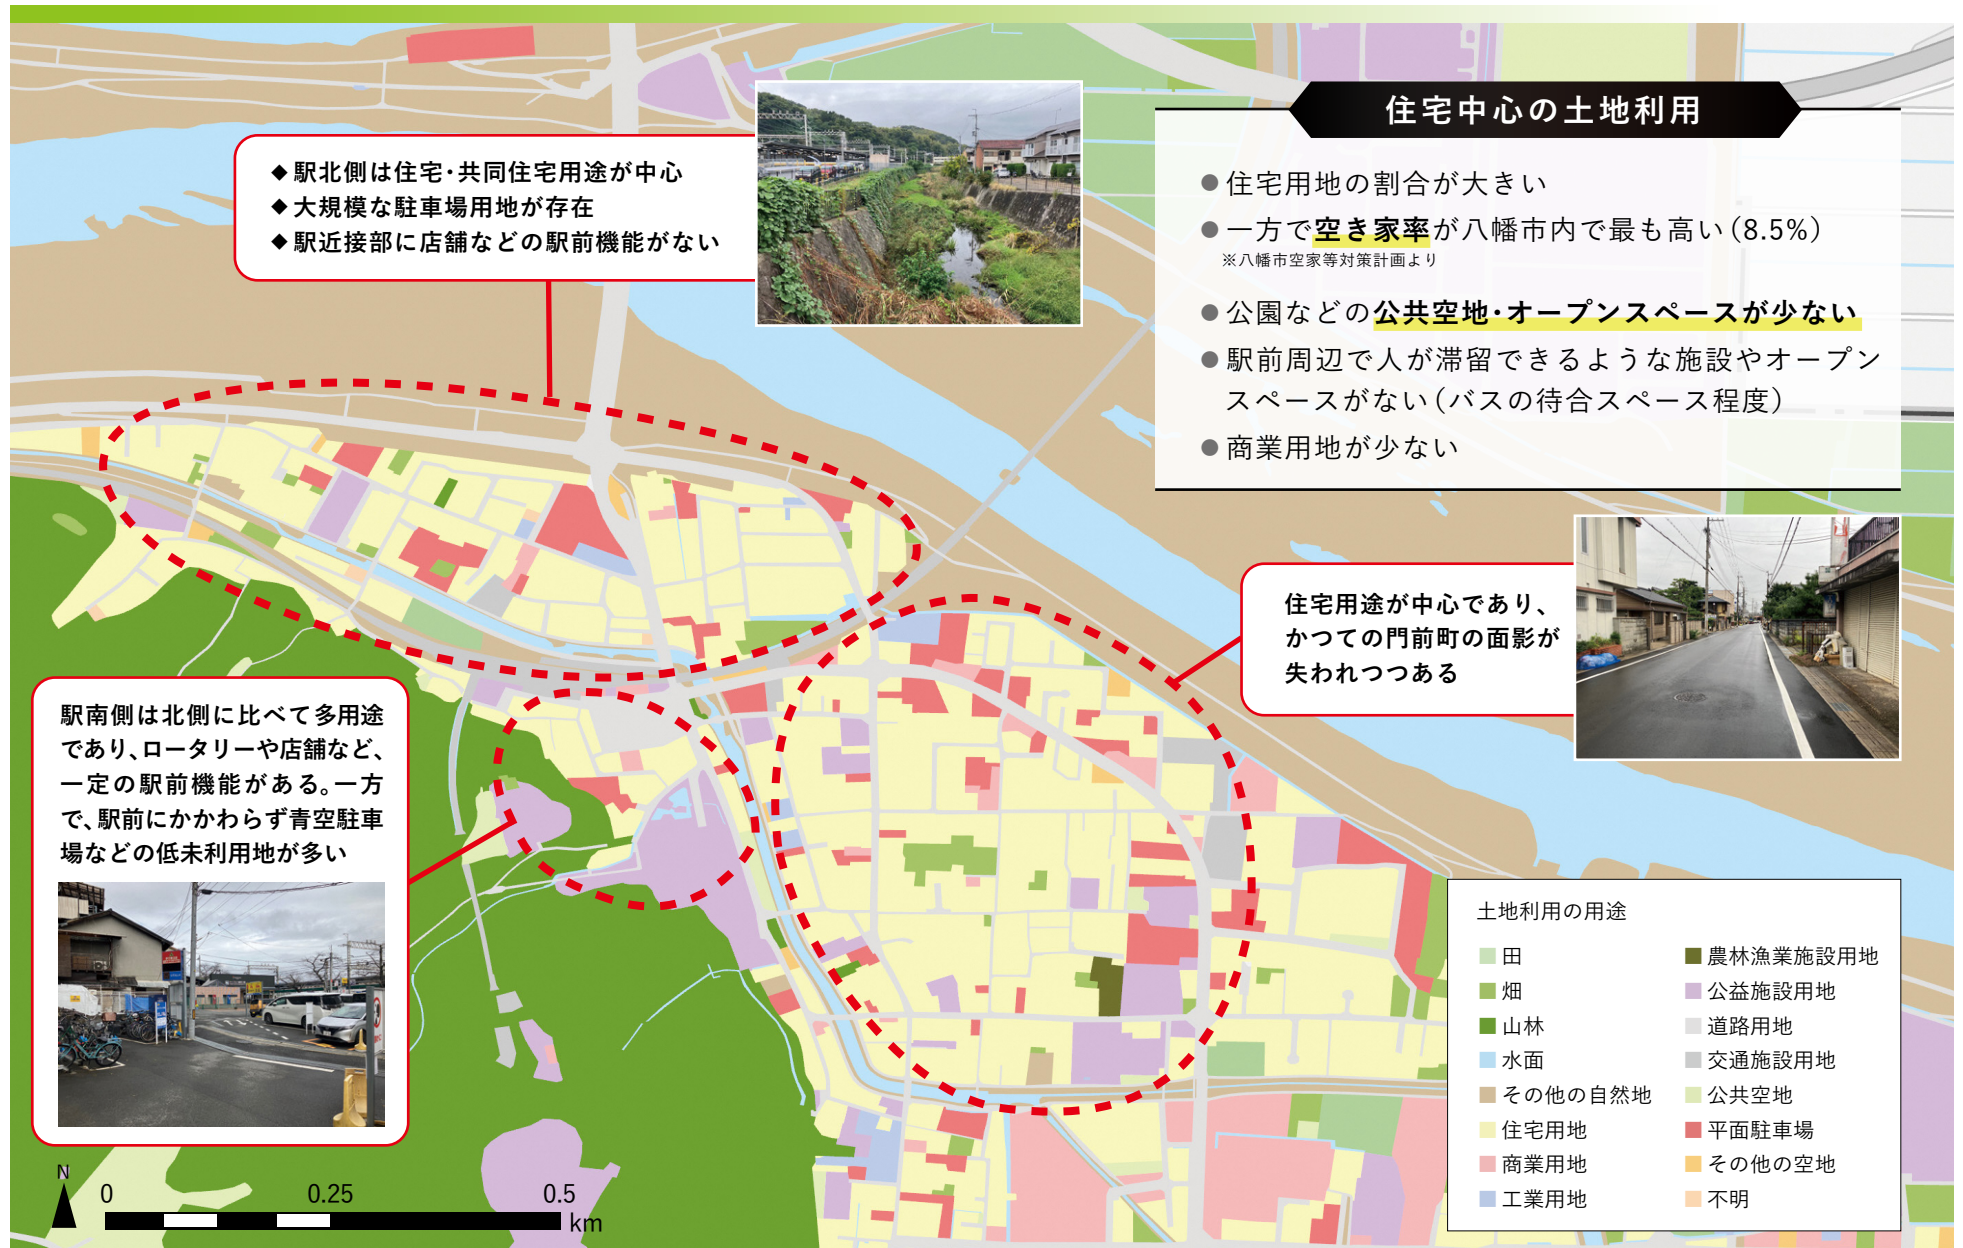 住宅中心の土地利用
●住宅用地の割合が大きい
●一方で空き家率が八幡市内で最も高い(8.5%)
※八幡市空家等対策計画より
●公園などの公共空地・オープンスペースが少ない
●駅前周辺で人が滞留できるような施設やオープン
スペースがない(バスの待合スペース程度)
●商業用地が少ない
◆駅北側は住宅・共同住宅用途が中心
◆大規模な駐車場用地が存在
◆駅近接部に店舗などの駅前機能がない
住宅用途が中心であり、
かつての門前町の面影が
失われつつある
駅南側は北側に比べて多用途
であり、ロータリーや店舗など、
一定の駅前機能がある。一方
で、駅前にかかわらず青空駐車
場などの低未利用地が多い
土地利用の用途
田
畑
山林
水面
その他の自然地
住宅用地
商業用地
工業用地
農林漁業施設用地
公益施設用地
道路用地
交通施設用地
公共空地
平面駐車場
その他の空地
不明
N
0 0.25 0.5
km